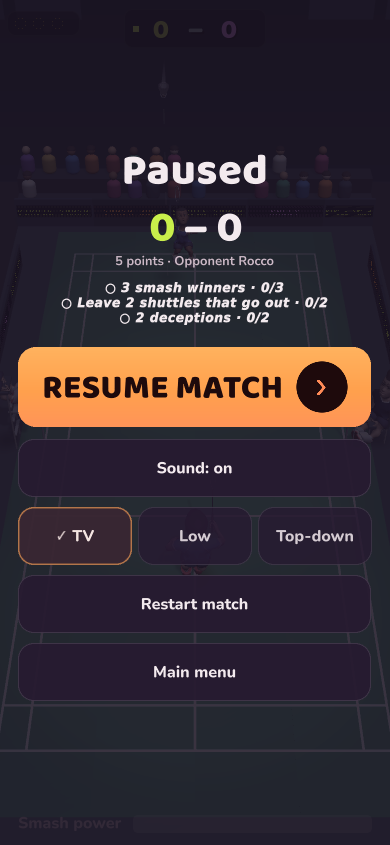 0 – 0
Paused
0 – 0
5 points · Opponent Rocco
○ 3 smash winners · 0/3
○ Leave 2 shuttles that go out · 0/2
○ 2 deceptions · 0/2
RESUME MATCH ›
Sound: on
✓ TV Low Top-down
Restart match
Main menu
Smash power